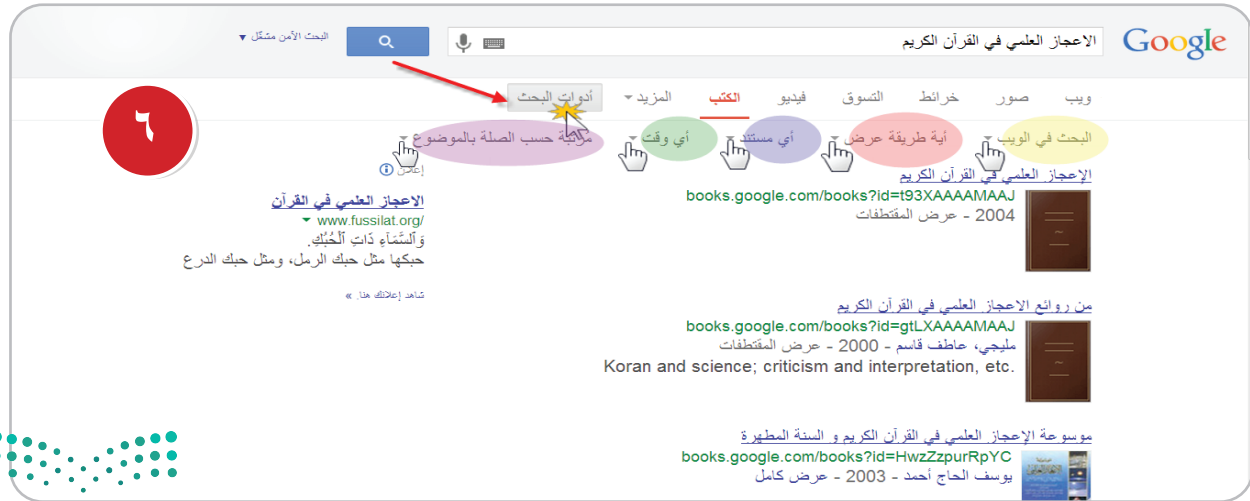 Google
الاعجاز العلمي في القرآن الكريم
البحث الآمن مشغّل
ويب صور خرائط التسوق فيديو الكتب المزيد أدوات البحث
٦
البحث في الويب أية طريقة عرض أي مستند أي وقت مرتبة حسب الصلة بالموضوع
الإعجاز العلمي في القرآن الكريم
books.google.com/books?id=t93XAAAAMAAJ
2004 - عرض المقتطفات
من روائع الاعجاز العلمي في القرآن الكريم
books.google.com/books?id=gtLXAAAAMAAJ
مليجي، عاطف قاسم - 2000 - عرض المقتطفات
Koran and science; criticism and interpretation, etc.
موسوعة الإعجاز العلمي في القرآن الكريم و السنة المطهرة
books.google.com/books?id=HwzZzpurRpYC
يوسف الحاج أحمد - 2003 - عرض كامل
إعلان
الاعجاز العلمي في القرآن
www.fussilat.org/
وَٱلسَّمَآءِ ذَاتِ ٱلْحُبُكِ.
حبكها مثل حبك الرمل، ومثل حبك الدرع
شاهد إعلانك هنا. »